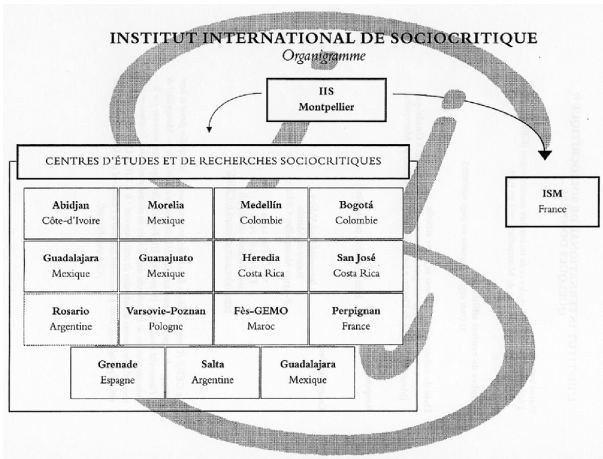 INSTITUT INTERNATIONAL DE SOCIOCRITIQUE
Organigramme
IIS
Montpellier
CENTRES D'ÉTUDES ET DE RECHERCHES SOCIOCRITIQUES
ISM
France
Abidjan
Côte-d'Ivoire
Morelia
Mexique
Medellín
Colombie
Bogotá
Colombie
Guadalajara
Mexique
Guanajuato
Mexique
Heredia
Costa Rica
San José
Costa Rica
Rosario
Argentine
Varsovie-Poznan
Pologne
Fès-GEMO
Maroc
Perpignan
France
Grenade
Espagne
Salta
Argentine
Guadalajara
Mexique